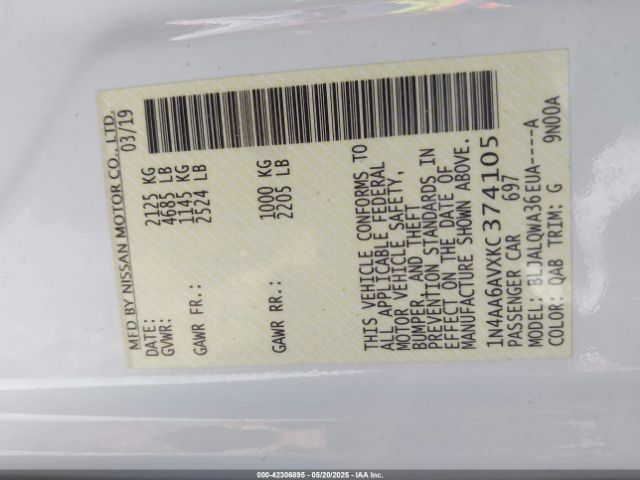 MFD BY NISSAN MOTOR CO., LTD.
DATE: 03/19
GVWR: 2125 KG
4685 LB
GAWR FR.: 1145 KG
2524 LB
GAWR RR.: 1000 KG
2205 LB
THIS VEHICLE CONFORMS TO
ALL APPLICABLE FEDERAL
MOTOR VEHICLE SAFETY,
BUMPER, AND THEFT
PREVENTION STANDARDS IN
EFFECT ON THE DATE OF
MANUFACTURE SHOWN ABOVE.
1N4AA6AVXKC374105
PASSENGER CAR 697
MODEL: BLJALQWA36EUA----A
COLOR: QAB TRIM: G 9N00A
000-42306895 - 05/20/2025 - IAA Inc.